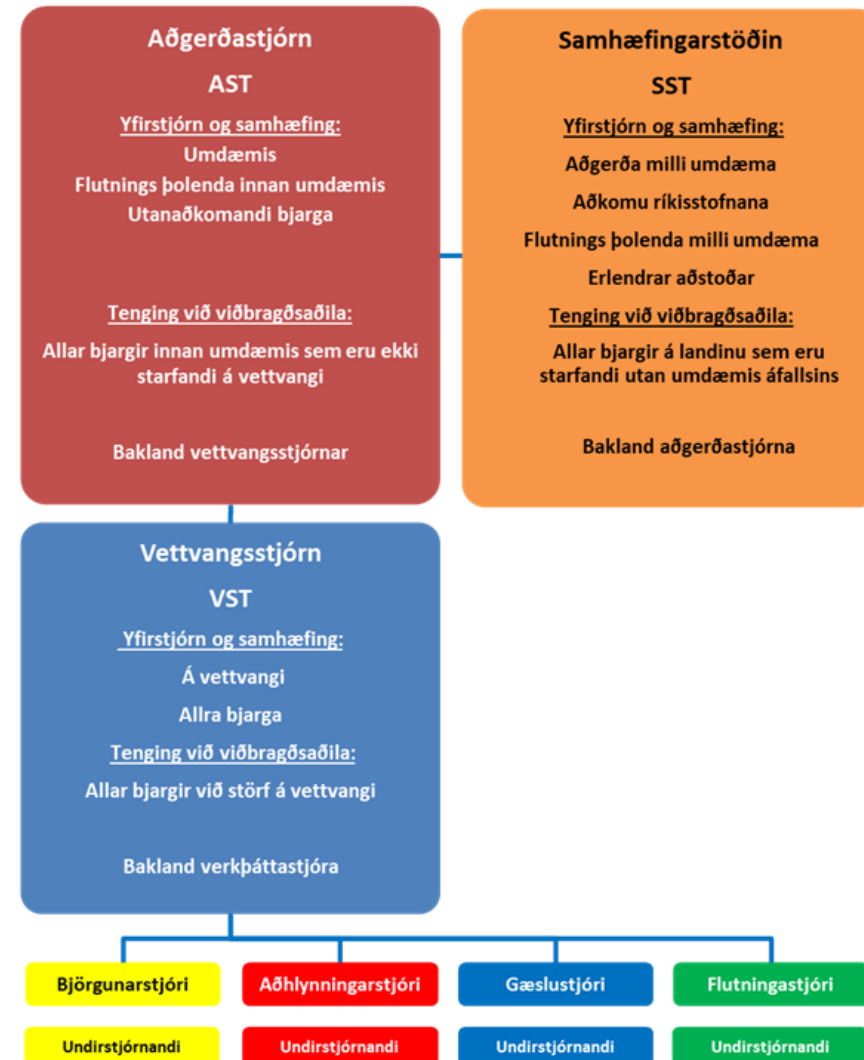 Aðgerðastjórn
AST
Yfirstjórn og samhæfing:
Umdæmis
Flutnings þolenda innan umdæmis
Utanaðkomandi bjarga
Tenging við viðbragðsaðila:
Allar bjargir innan umdæmis sem eru ekki
starfandi á vettvangi
Bakland vettvangsstjórnar
Samhæfingarstöðin
SST
Yfirstjórn og samhæfing:
Aðgerða milli umdæma
Aðkomu ríkisstofnana
Flutnings þolenda milli umdæma
Erlendrar aðstoðar
Tenging við viðbragðsaðila:
Allar bjargir á landinu sem eru
starfandi utan umdæmis áfallsins
Bakland aðgerðastjórna
Vettvangsstjórn
VST
Yfirstjórn og samhæfing:
Á vettvangi
Allra bjarga
Tenging við viðbragðsaðila:
Allar bjargir við störf á vettvangi
Bakland verkþáttastjóra
Björgunarstjóri
Aðhlynningarstjóri
Gæslustjóri
Flutningastjóri
Undirstjórnandi
Undirstjórnandi
Undirstjórnandi
Undirstjórnandi